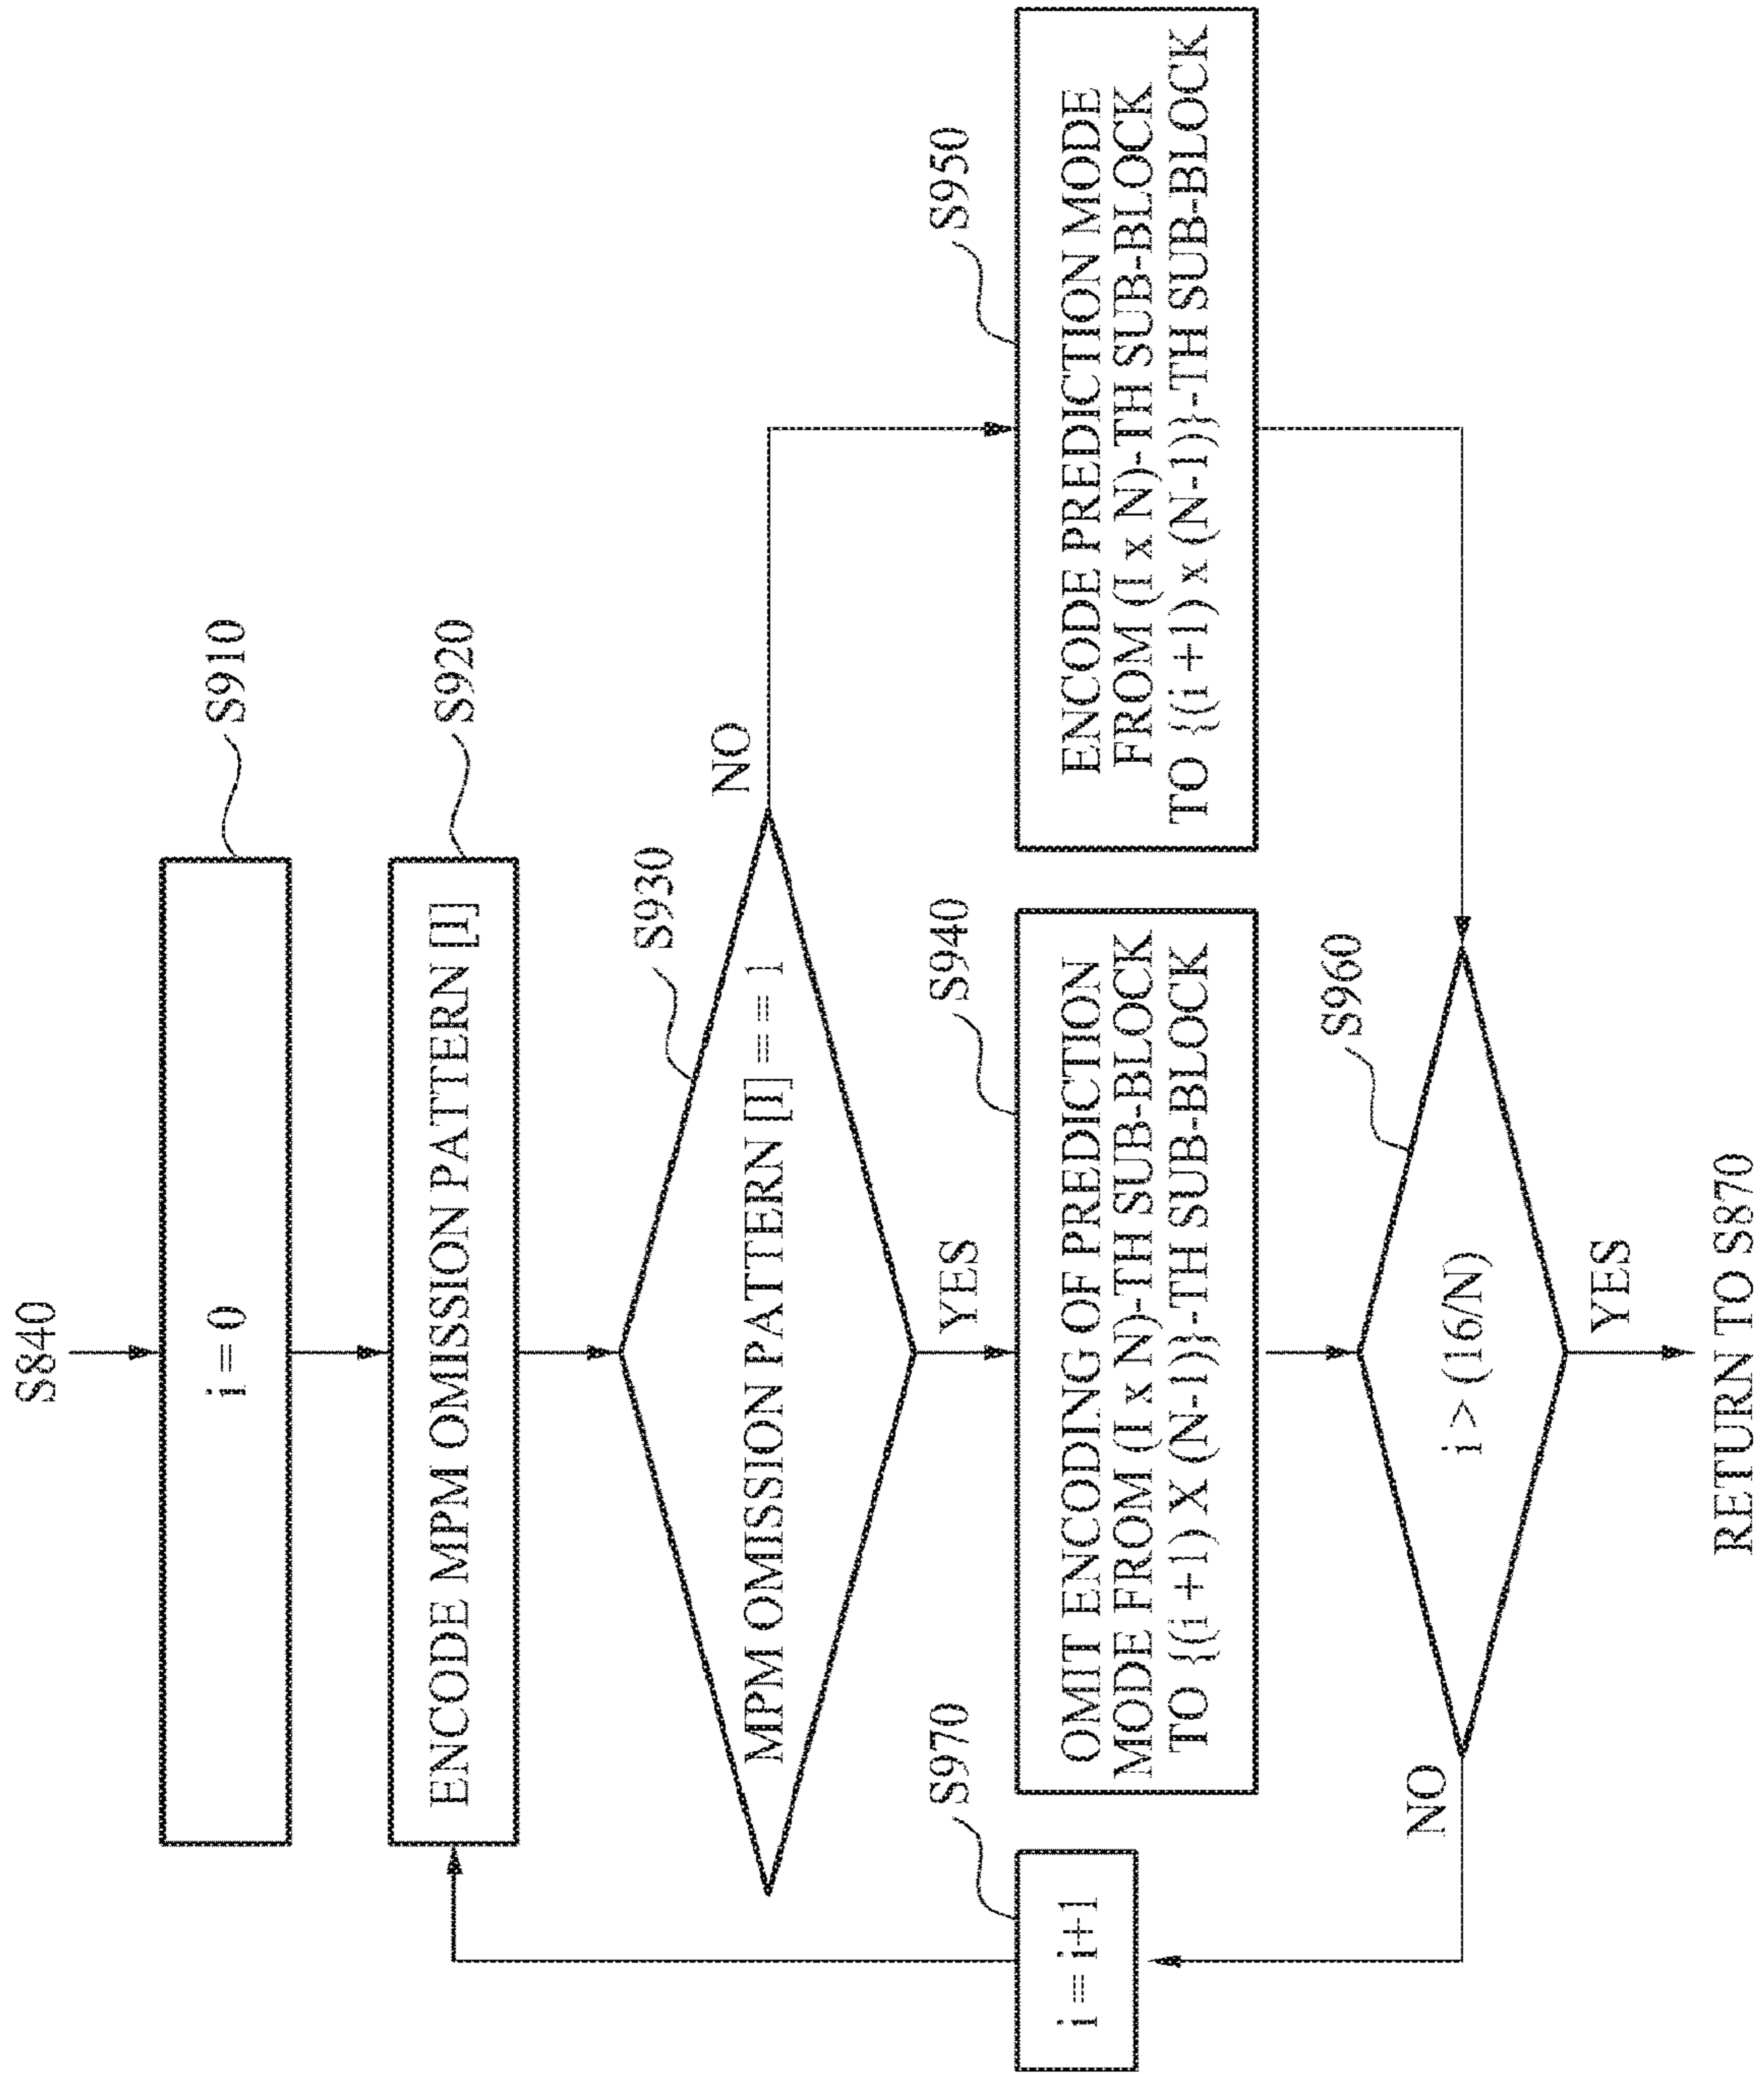 S840
i = 0
S910
ENCODE MPM OMISSION PATTERN [I]
S920
MPM OMISSION PATTERN [I] == 1
S930
NO
YES
OMIT ENCODING OF PREDICTION
MODE FROM (I x N)-TH SUB-BLOCK
TO {(i +1) X (N-1)}-TH SUB-BLOCK
S940
ENCODE PREDICTION MODE
FROM (I x N)-TH SUB-BLOCK
TO {(i +1) x (N-1)}-TH SUB-BLOCK
S950
i = i+1
S970
i > (16/N)
S960
NO
YES
RETURN TO S870